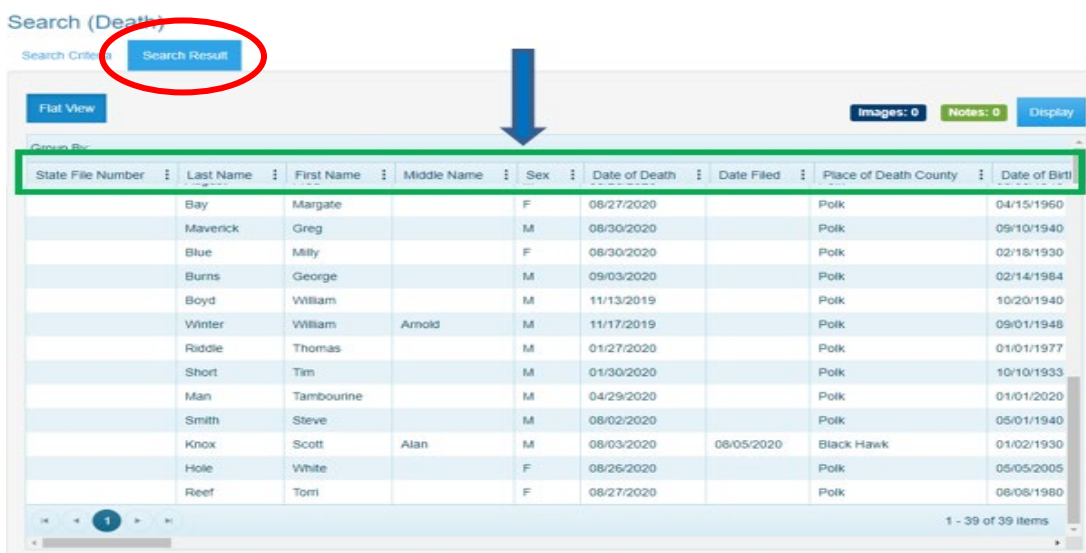 Search (Death)
Search Criteria Search Result
Flat View Images: 0 Notes: 0 Display
Group By:
State File Number Last Name First Name Middle Name Sex Date of Death Date Filed Place of Death County Date of Birth
Bay Margate F 08/27/2020 Polk 04/15/1960
Maverick Greg M 08/30/2020 Polk 09/10/1940
Blue Milly F 08/30/2020 Polk 02/18/1930
Burns George M 09/03/2020 Polk 02/14/1984
Boyd William M 11/13/2019 Polk 10/20/1940
Winter William Arnold M 11/17/2019 Polk 09/01/1948
Riddle Thomas M 01/27/2020 Polk 01/01/1977
Short Tim M 01/30/2020 Polk 10/10/1933
Man Tambourine M 04/29/2020 Polk 01/01/2020
Smith Steve M 08/02/2020 Polk 05/01/1940
Knox Scott Alan M 08/03/2020 08/05/2020 Black Hawk 01/02/1930
Hole White F 08/26/2020 Polk 05/05/2005
Reef Torri F 08/27/2020 Polk 08/08/1980
1 1 - 39 of 39 items